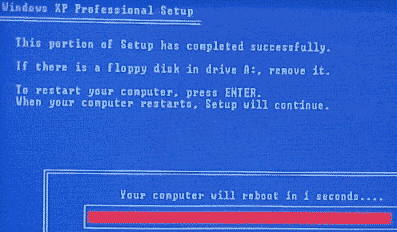 Windows XP Professional Setup
This portion of Setup has completed successfully.
If there is a floppy disk in drive A:, remove it.
To restart your computer, press ENTER.
When your computer restarts, Setup will continue.
Your computer will reboot in 1 seconds....